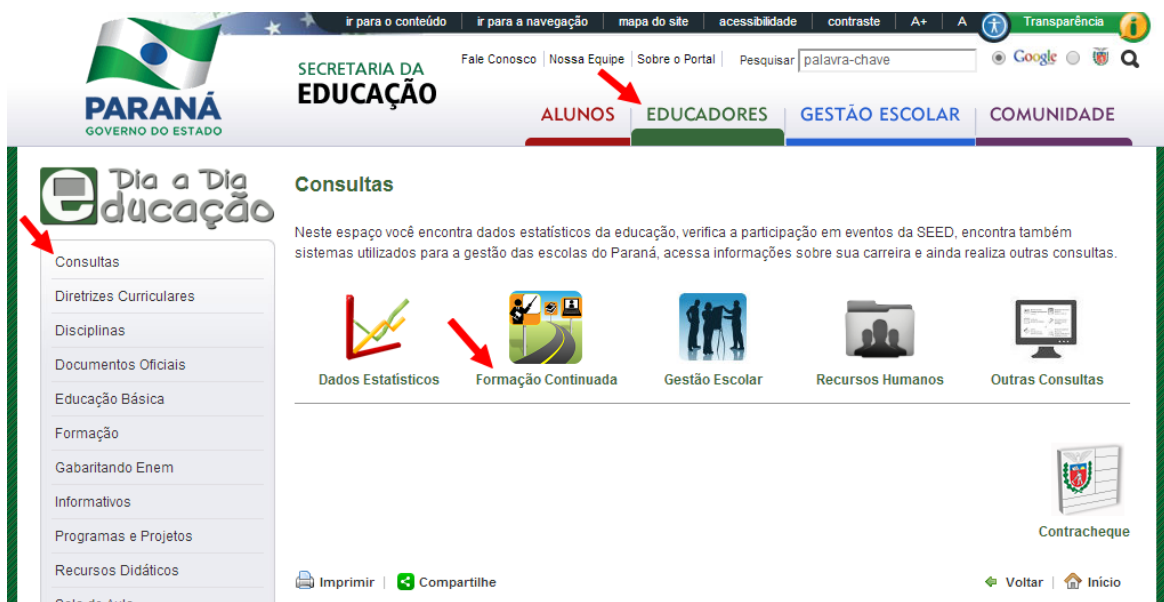 ir para o conteúdo
ir para a navegação
mapa do site
acessibilidade
contraste
A+
A
Transparência
PARANÁ
GOVERNO DO ESTADO
SECRETARIA DA
EDUCAÇÃO
Fale Conosco
Nossa Equipe
Sobre o Portal
Pesquisar
palavra-chave
Google
ALUNOS
EDUCADORES
GESTÃO ESCOLAR
COMUNIDADE
Dia a Dia
educação
Consultas
Diretrizes Curriculares
Disciplinas
Documentos Oficiais
Educação Básica
Formação
Gabaritando Enem
Informativos
Programas e Projetos
Recursos Didáticos
Sala de Aula
Consultas
Neste espaço você encontra dados estatísticos da educação, verifica a participação em eventos da SEED, encontra também
sistemas utilizados para a gestão das escolas do Paraná, acessa informações sobre sua carreira e ainda realiza outras consultas.
Dados Estatísticos
Formação Continuada
Gestão Escolar
Recursos Humanos
Outras Consultas
Contracheque
Imprimir
Compartilhe
Voltar
Início